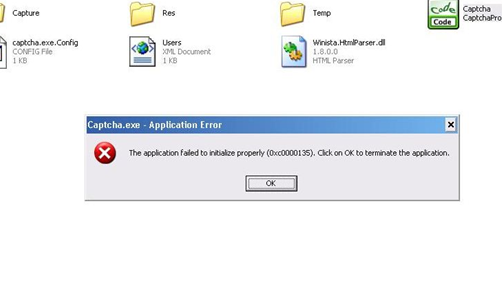 Capture
Res
Temp
Captcha
CaptchaPro
Code
captcha.exe.Config
CONFIG File
1 KB
Users
XML Document
1 KB
Winista.HtmlParser.dll
1.8.0.0
HTML Parser
Captcha.exe - Application Error
The application failed to initialize properly (0xc0000135). Click on OK to terminate the application.
OK